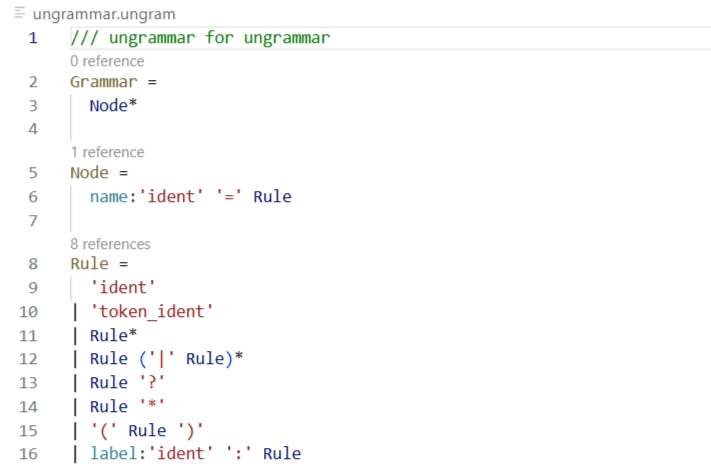 ungrammar.ungram
1 /// ungrammar for ungrammar
0 reference
2 Grammar =
3 Node*
4
1 reference
5 Node =
6 name:'ident' '=' Rule
7
8 references
8 Rule =
9 'ident'
10 | 'token_ident'
11 | Rule*
12 | Rule ('|' Rule)*
13 | Rule '?'
14 | Rule '*'
15 | '(' Rule ')'
16 | label:'ident' ':' Rule